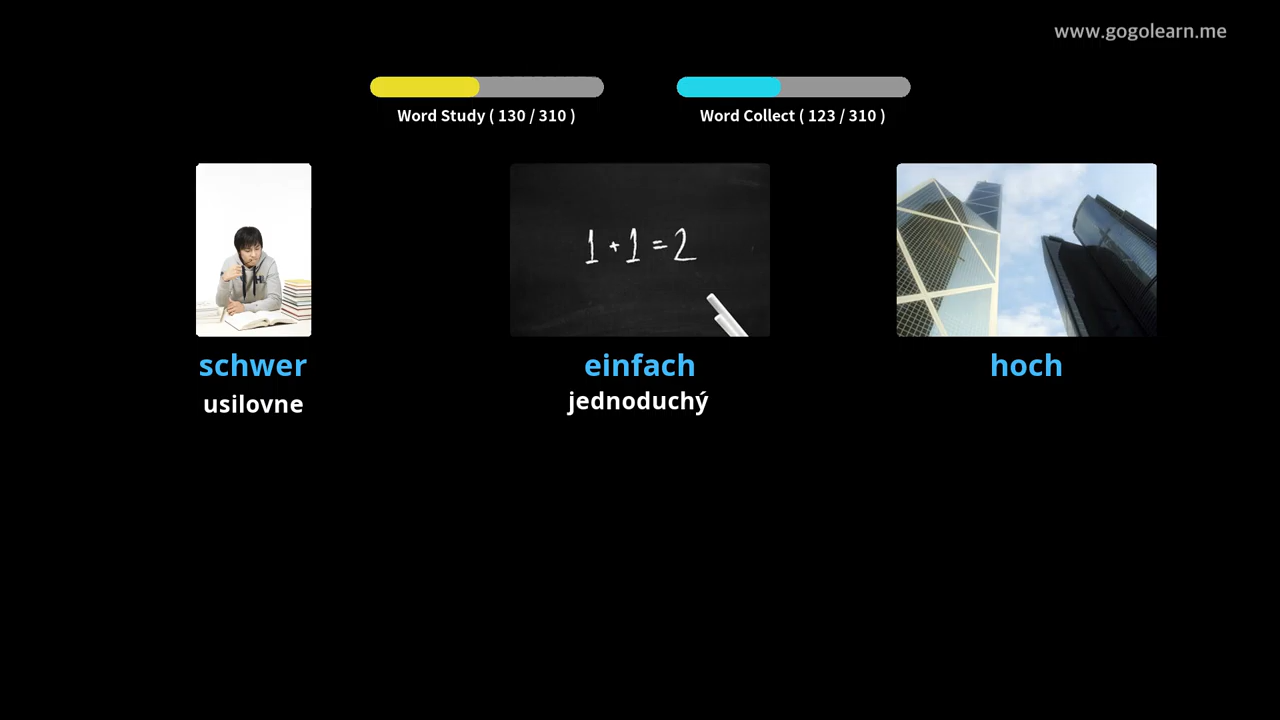 www.gogolearn.me
Word Study ( 130 / 310 )
Word Collect ( 123 / 310 )
1 + 1 = 2
schwer
einfach
hoch
usilovne
jednoduchý